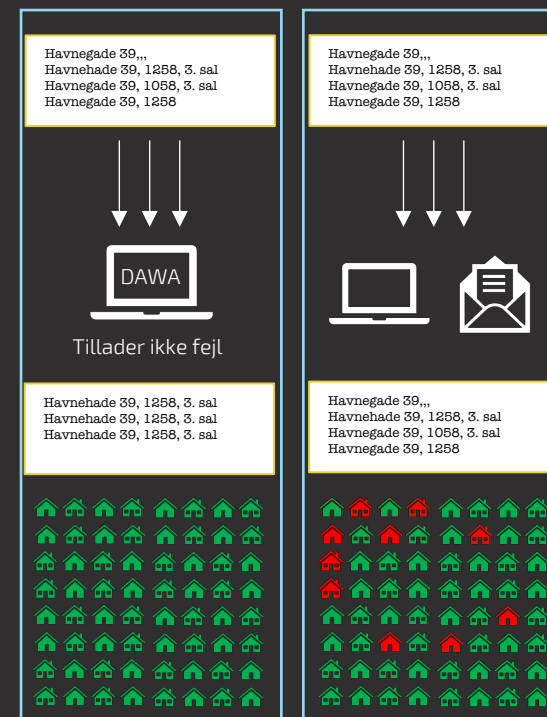 Havnegade 39,,,
Havnehade 39, 1258, 3. sal
Havnegade 39, 1058, 3. sal
Havnegade 39, 1258
DAWA
Tillader ikke fejl
Havnehade 39, 1258, 3. sal
Havnehade 39, 1258, 3. sal
Havnehade 39, 1258, 3. sal
Havnegade 39,,,
Havnehade 39, 1258, 3. sal
Havnegade 39, 1058, 3. sal
Havnegade 39, 1258
Havnegade 39,,,
Havnehade 39, 1258, 3. sal
Havnegade 39, 1058, 3. sal
Havnegade 39, 1258